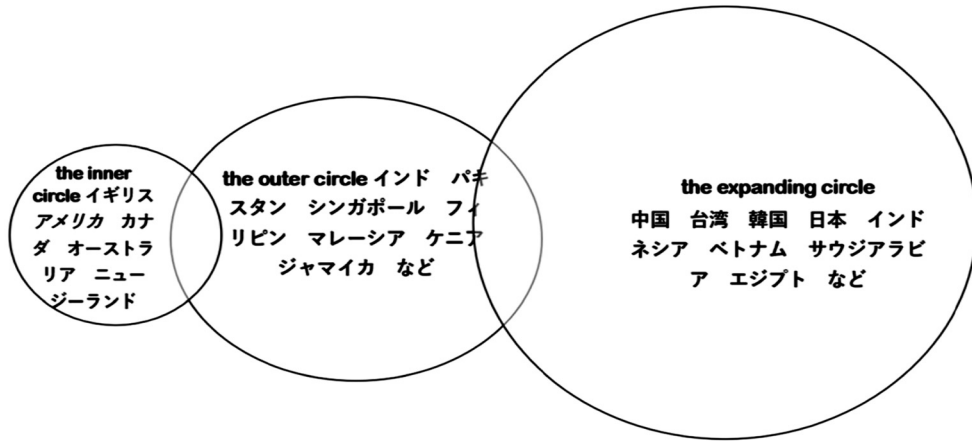 the inner
circle イギリス
アメリカ　カナ
ダ　オーストラ
リア　ニュー
ジーランド
the outer circle インド　パキ
スタン　シンガポール　フィ
リピン　マレーシア　ケニア
ジャマイカ　など
the expanding circle
中国　台湾　韓国　日本　インド
ネシア　ベトナム　サウジアラビ
ア　エジプト　など